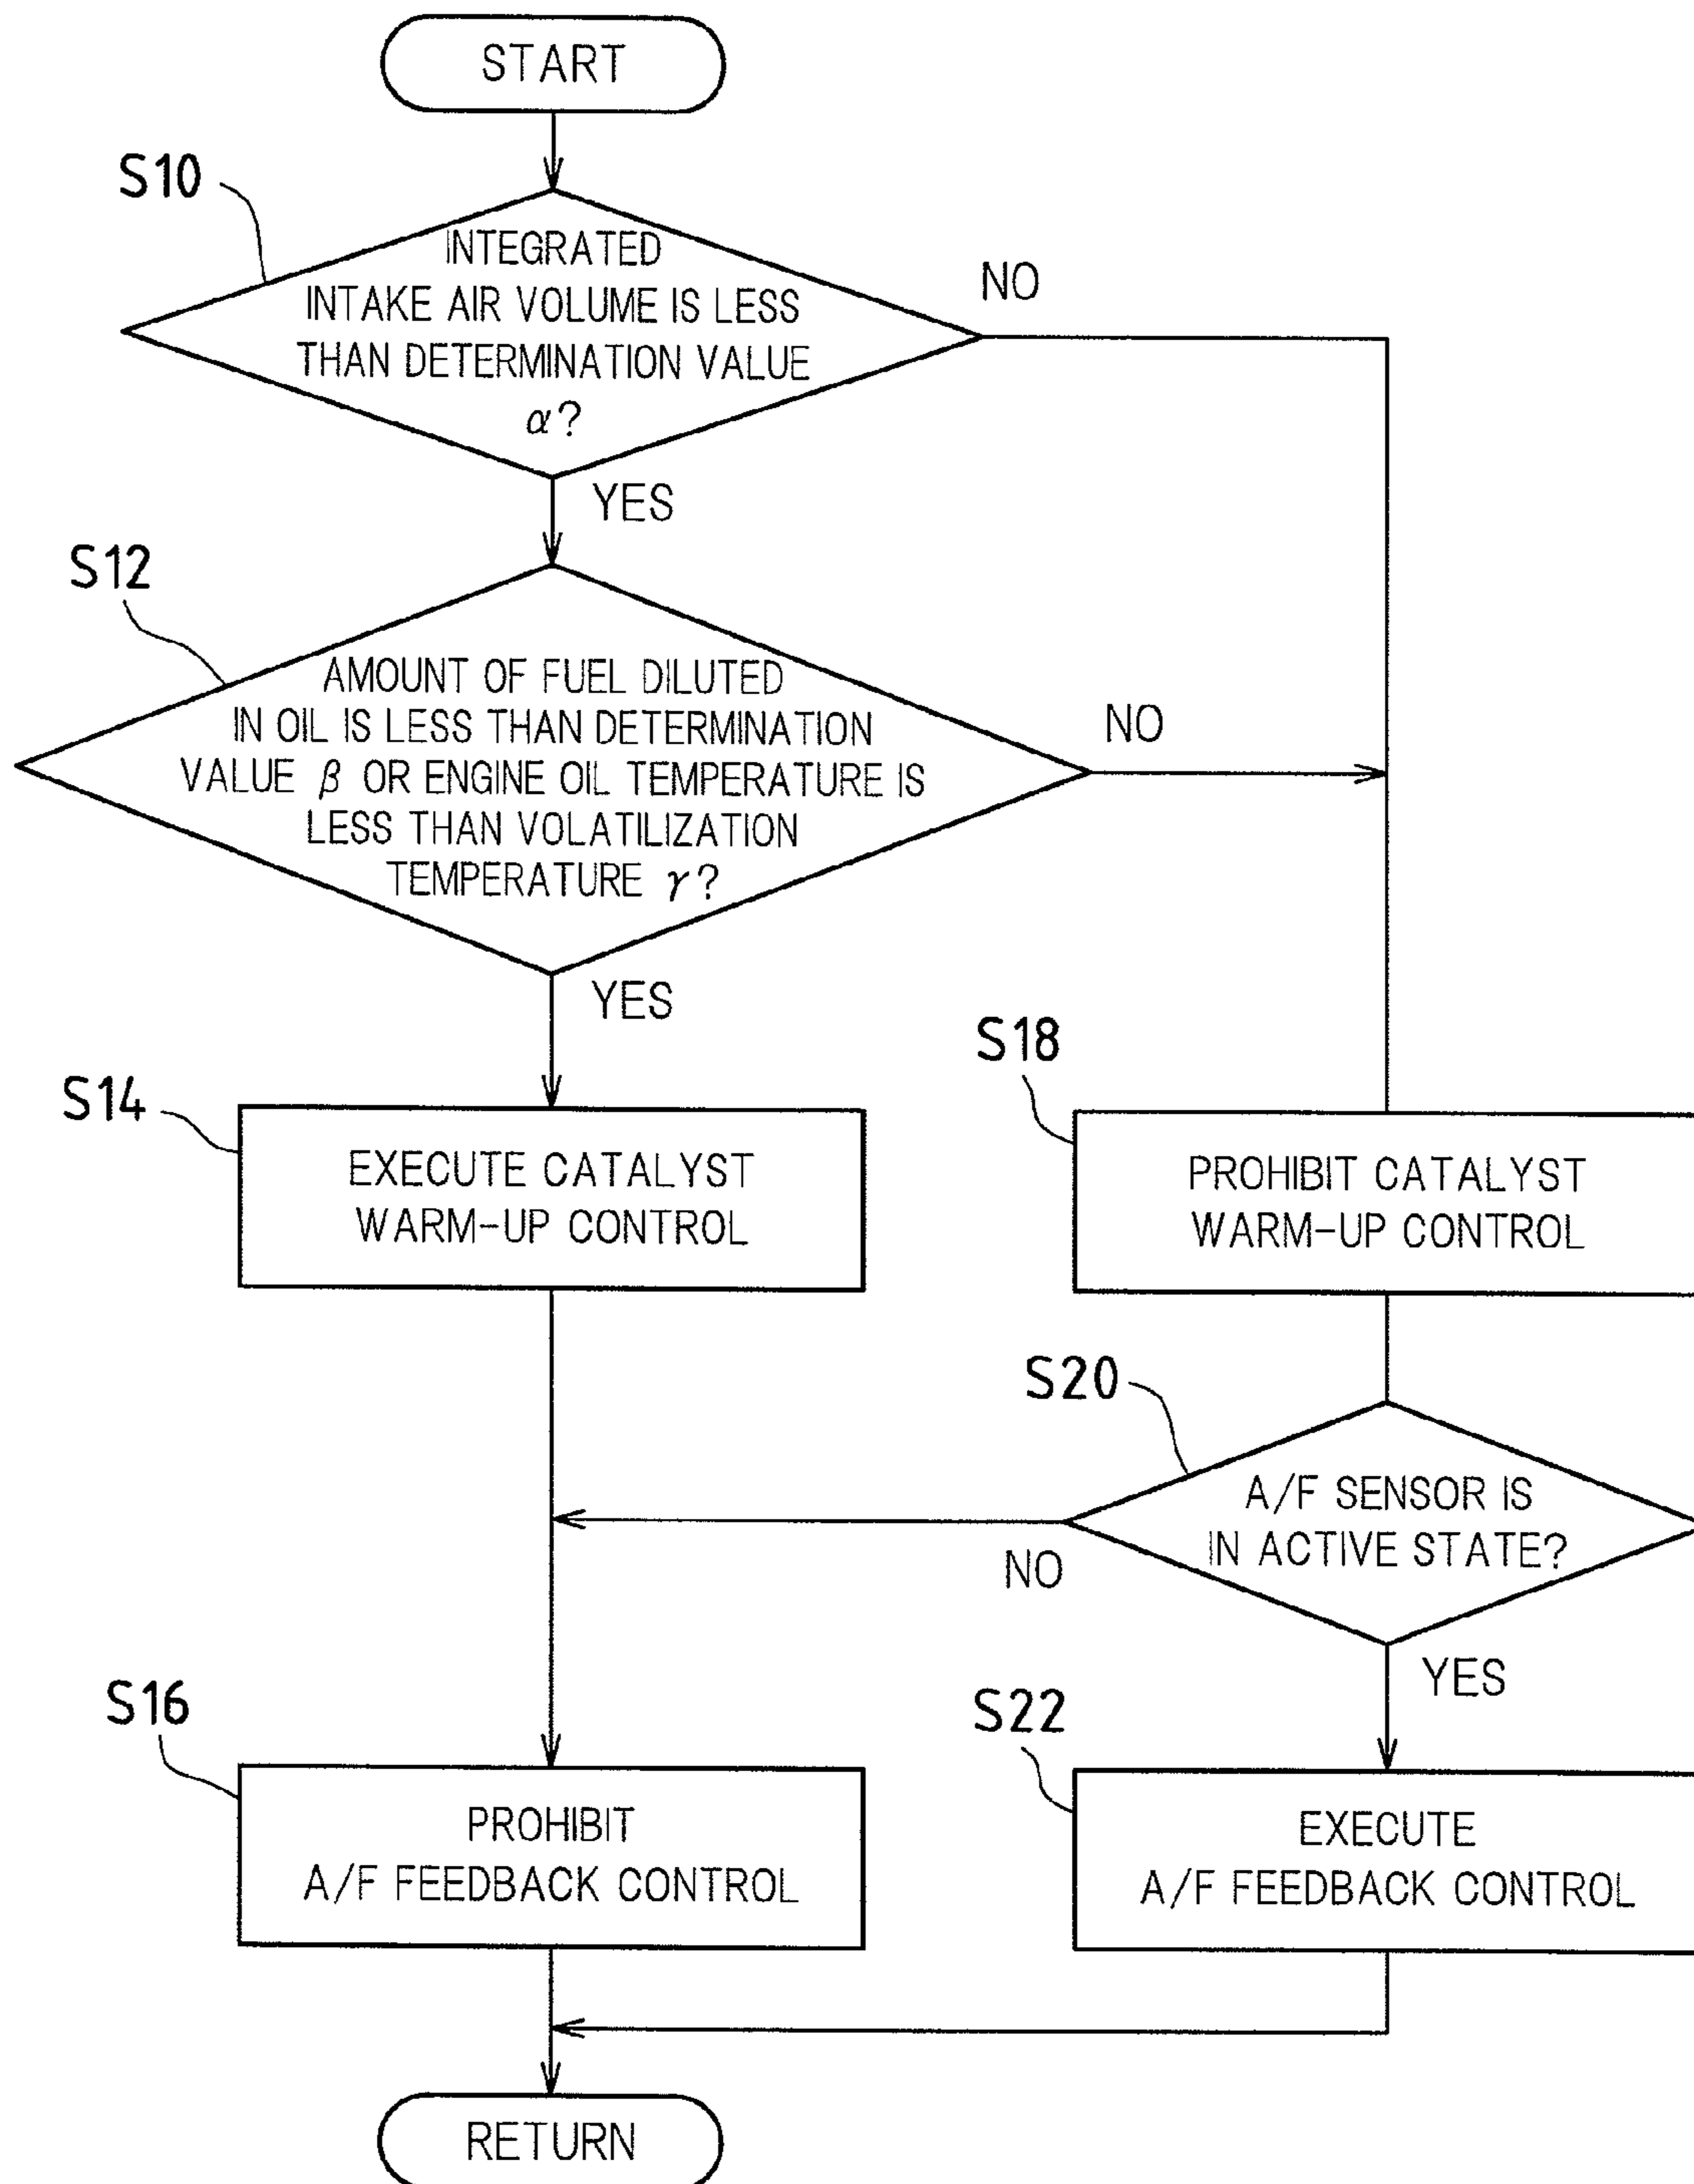 START
S10
INTEGRATED
INTAKE AIR VOLUME IS LESS
THAN DETERMINATION VALUE
α?
NO
YES
S12
AMOUNT OF FUEL DILUTED
IN OIL IS LESS THAN DETERMINATION
VALUE β OR ENGINE OIL TEMPERATURE IS
LESS THAN VOLATILIZATION
TEMPERATURE γ?
NO
YES
S14
EXECUTE CATALYST
WARM-UP CONTROL
S18
PROHIBIT CATALYST
WARM-UP CONTROL
S20
A/F SENSOR IS
IN ACTIVE STATE?
NO
YES
S16
PROHIBIT
A/F FEEDBACK CONTROL
S22
EXECUTE
A/F FEEDBACK CONTROL
RETURN